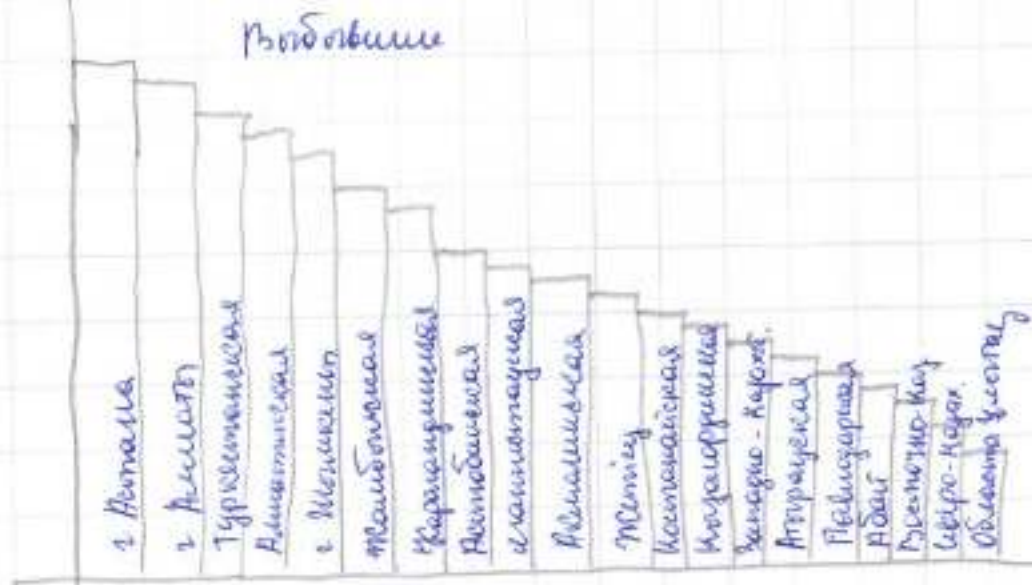 Выбывшие
г Астана
г Алматы
Туркестанская
Алматинская
г Шымкент
Жамбылская
Карагандинская
Актюбинская
Мангистауская
Акмолинская
Жетісу
Костанайская
Кызылординская
Западно-Казах.
Атырауская
Павлодарская
Абай
Восточно-Каз
Северо-Казах.
Область Улытау